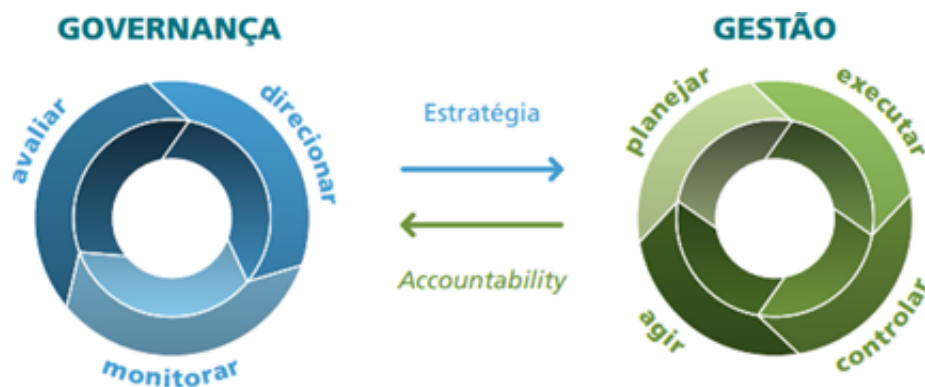 GOVERNANÇA
avaliar
direcionar
monitorar
Estratégia
Accountability
GESTÃO
planejar
executar
controlar
agir